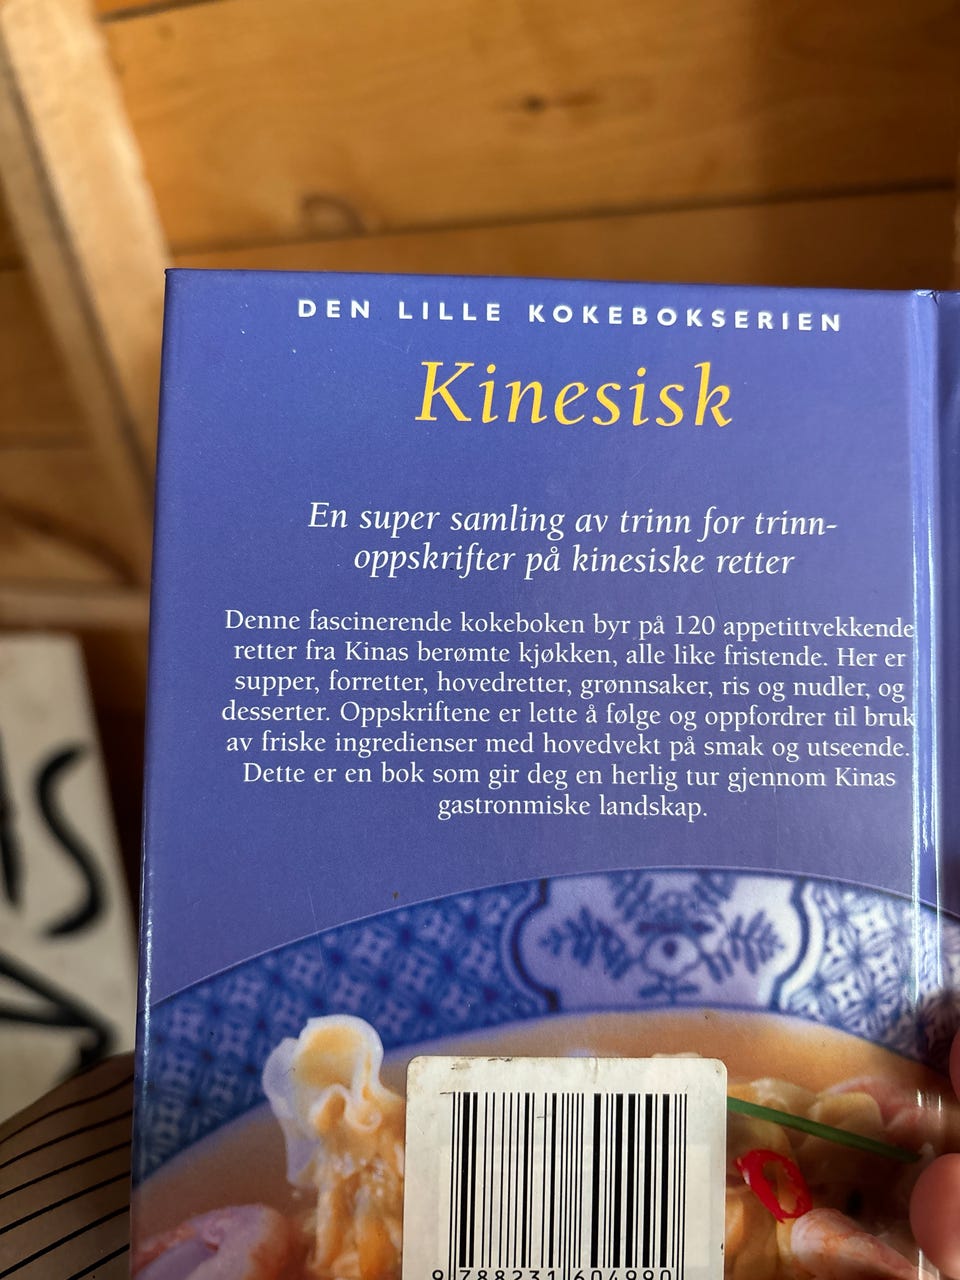 DEN LILLE KOKEBOKSERIEN
Kinesisk
En super samling av trinn for trinn-
oppskrifter på kinesiske retter
Denne fascinerende kokeboken byr på 120 appetittvekkende
retter fra Kinas berømte kjøkken, alle like fristende. Her er
supper, forretter, hovedretter, grønnsaker, ris og nudler, og
desserter. Oppskriftene er lette å følge og oppfordrer til bruk
av friske ingredienser med hovedvekt på smak og utseende.
Dette er en bok som gir deg en herlig tur gjennom Kinas
gastronmiske landskap.
9 788231 604990